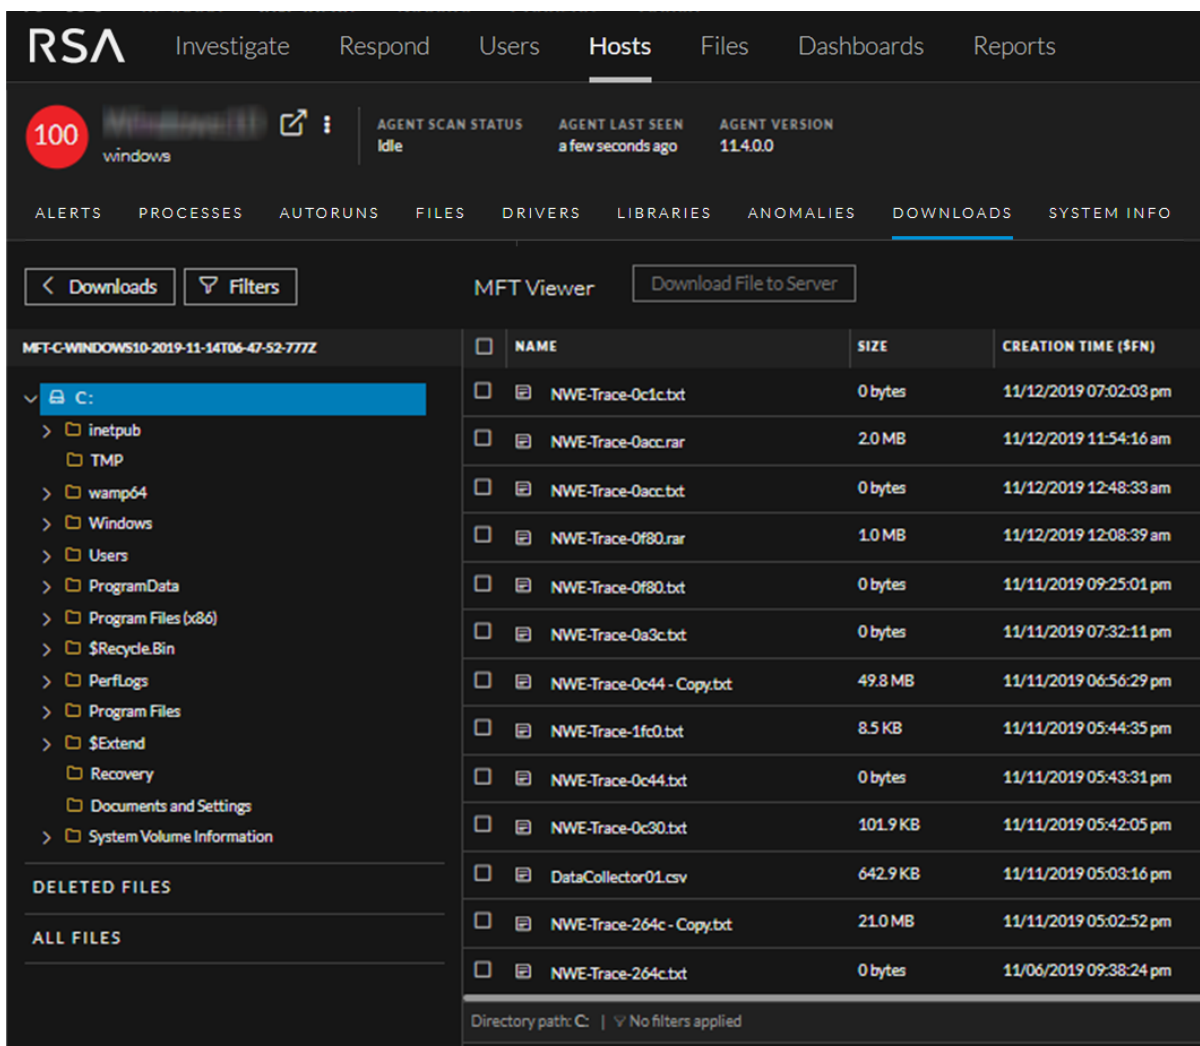 RSA Investigate Respond Users Hosts Files Dashboards Reports
100
windows
AGENT SCAN STATUS AGENT LAST SEEN AGENT VERSION
Idle a few seconds ago 11.4.0.0
ALERTS PROCESSES AUTORUNS FILES DRIVERS LIBRARIES ANOMALIES DOWNLOADS SYSTEM INFO
Downloads Filters MFT Viewer Download File to Server
MFT-C-WINDOWS10-2019-11-14T06-47-52-777Z
C:
inetpub
TMP
wamp64
Windows
Users
ProgramData
Program Files (x86)
$Recycle.Bin
PerfLogs
Program Files
$Extend
Recovery
Documents and Settings
System Volume Information
DELETED FILES
ALL FILES
NAME SIZE CREATION TIME ($FN)
NWE-Trace-0c1c.txt 0 bytes 11/12/2019 07:02:03 pm
NWE-Trace-0acc.rar 2.0 MB 11/12/2019 11:54:16 am
NWE-Trace-0acc.txt 0 bytes 11/12/2019 12:48:33 am
NWE-Trace-0f80.rar 1.0 MB 11/12/2019 12:08:39 am
NWE-Trace-0f80.txt 0 bytes 11/11/2019 09:25:01 pm
NWE-Trace-0a3c.txt 0 bytes 11/11/2019 07:32:11 pm
NWE-Trace-0c44 - Copy.txt 49.8 MB 11/11/2019 06:56:29 pm
NWE-Trace-1fc0.txt 8.5 KB 11/11/2019 05:44:35 pm
NWE-Trace-0c44.txt 0 bytes 11/11/2019 05:43:31 pm
NWE-Trace-0c30.txt 101.9 KB 11/11/2019 05:42:05 pm
DataCollector01.csv 642.9 KB 11/11/2019 05:03:16 pm
NWE-Trace-264c - Copy.txt 21.0 MB 11/11/2019 05:02:52 pm
NWE-Trace-264c.txt 0 bytes 11/06/2019 09:38:24 pm
Directory path: C: | No filters applied